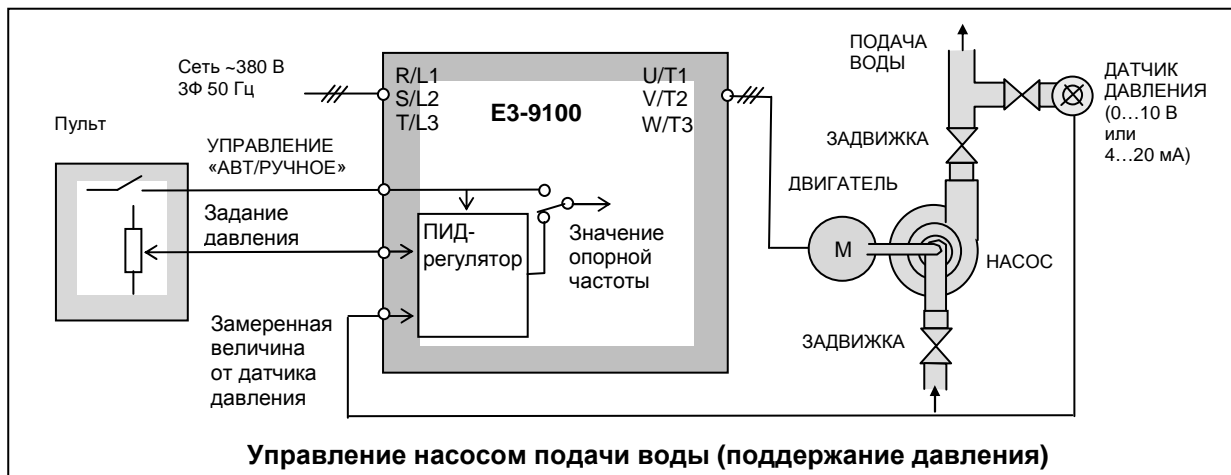 Сеть ~380 В
3Ф 50 Гц
R/L1
S/L2
T/L3
E3-9100
U/T1
V/T2
W/T3
ПОДАЧА
ВОДЫ
ДАТЧИК
ДАВЛЕНИЯ
(0…10 В
или
4…20 мА)
Пульт
УПРАВЛЕНИЕ
«АВТ/РУЧНОЕ»
ЗАДВИЖКА
ДВИГАТЕЛЬ
Задание
давления
ПИД-
регулятор
Значение
опорной
частоты
М
НАСОС
Замеренная
величина
от датчика
давления
ЗАДВИЖКА
Управление насосом подачи воды (поддержание давления)